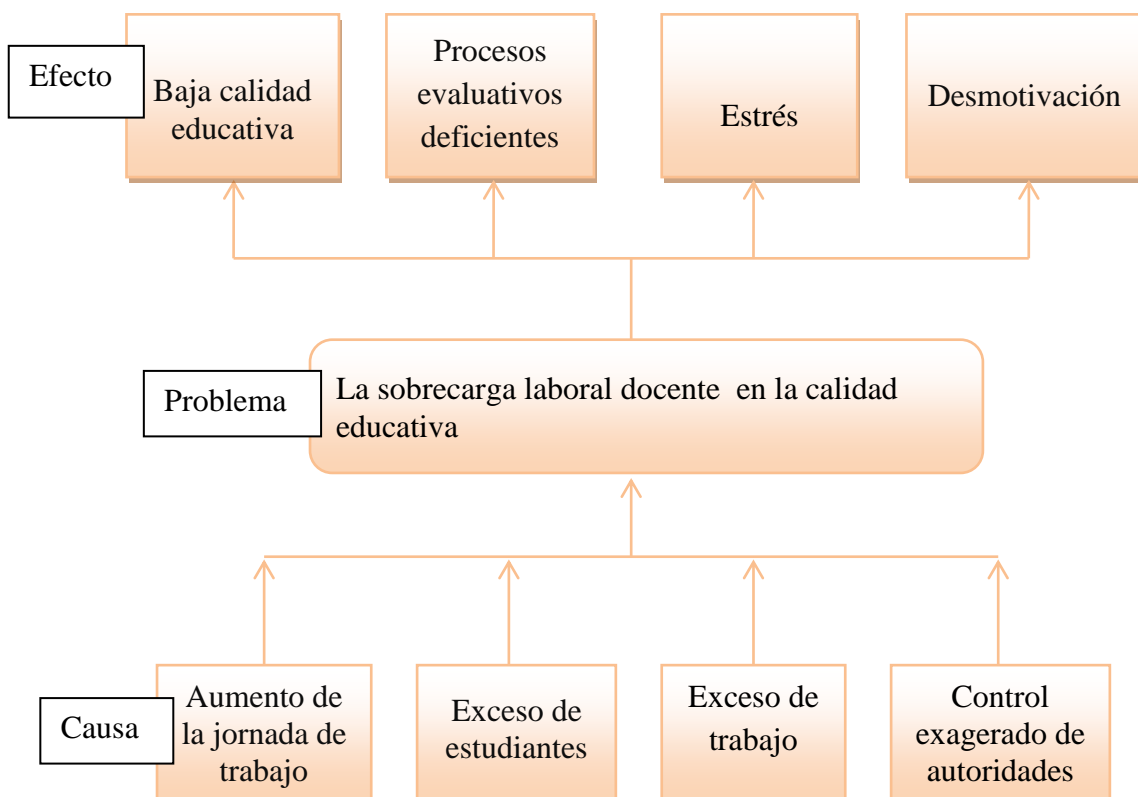 Efecto
Baja calidad
educativa
Procesos
evaluativos
deficientes
Estrés
Desmotivación
Problema
La sobrecarga laboral docente  en la calidad
educativa
Causa
Aumento de
la jornada de
trabajo
Exceso de
estudiantes
Exceso de
trabajo
Control
exagerado de
autoridades